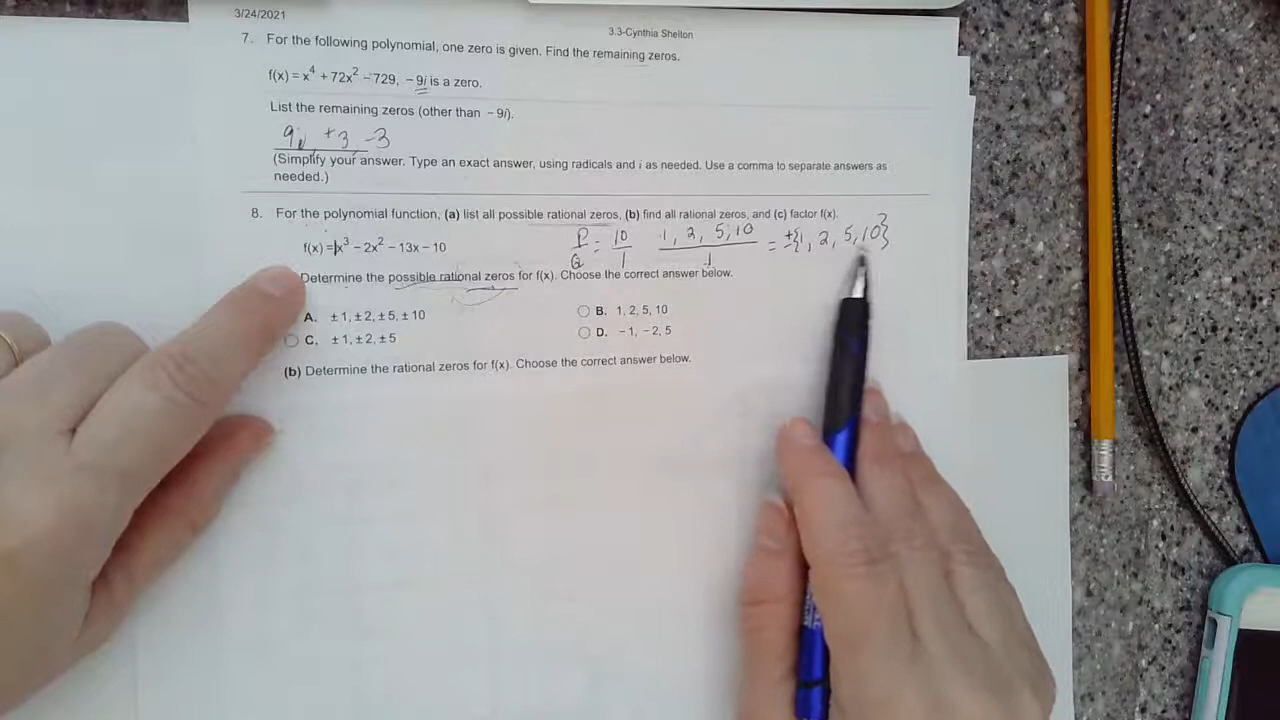 3/24/2021
3.3-Cynthia Shelton
7. For the following polynomial, one zero is given. Find the remaining zeros.
f(x) = x⁴ + 72x² − 729, − 9i is a zero.
List the remaining zeros (other than − 9i).
9i, +3, -3
(Simplify your answer. Type an exact answer, using radicals and i as needed. Use a comma to separate answers as
needed.)
8. For the polynomial function, (a) list all possible rational zeros, (b) find all rational zeros, and (c) factor f(x).
f(x) = x³ − 2x² − 13x − 10
P/Q = 10/1 1, 2, 5, 10/1 = ±{1, 2, 5, 10}
Determine the possible rational zeros for f(x). Choose the correct answer below.
A. ± 1, ± 2, ± 5, ± 10
B. 1, 2, 5, 10
C. ± 1, ± 2, ± 5
D. − 1, − 2, 5
(b) Determine the rational zeros for f(x). Choose the correct answer below.